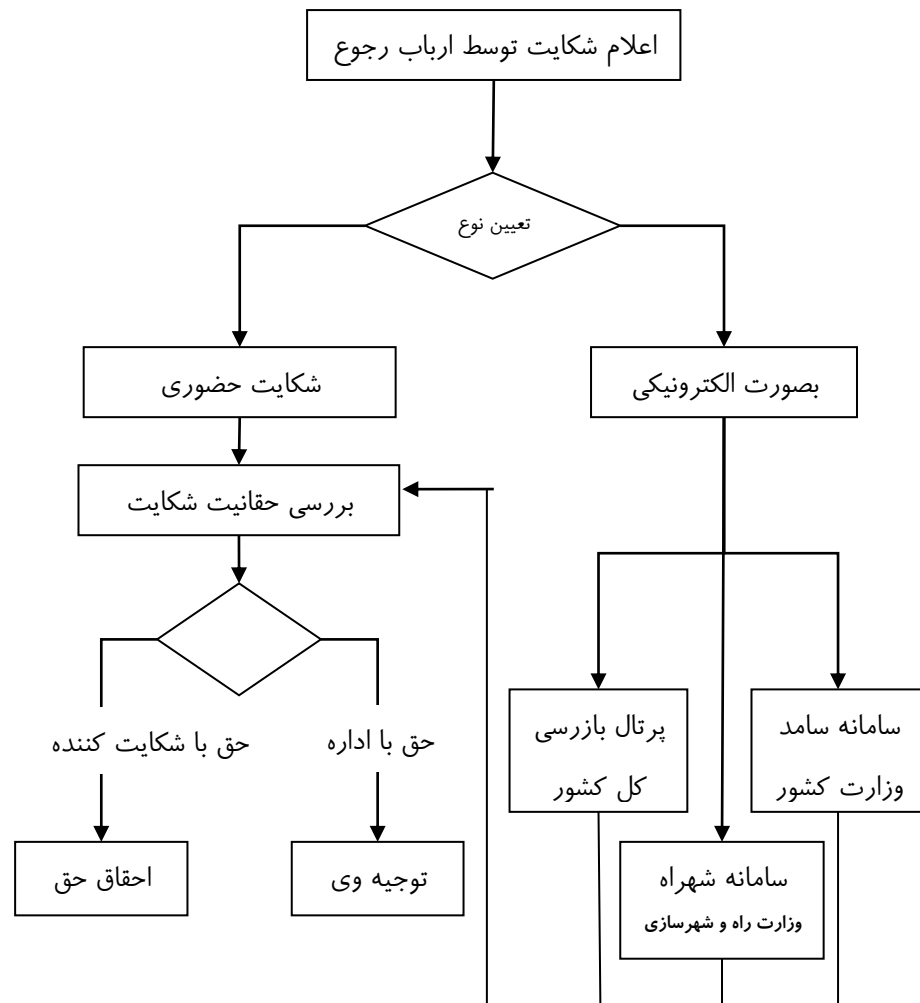 اعلام شکایت توسط ارباب رجوع
تعیین نوع
بصورت الکترونیکی
شکایت حضوری
بررسی حقانیت شکایت
سامانه سامد
وزارت کشور
پرتال بازرسی
کل کشور
حق با اداره
حق با شکایت کننده
سامانه شهراه
وزارت راه و شهرسازی
توجیه وی
احقاق حق